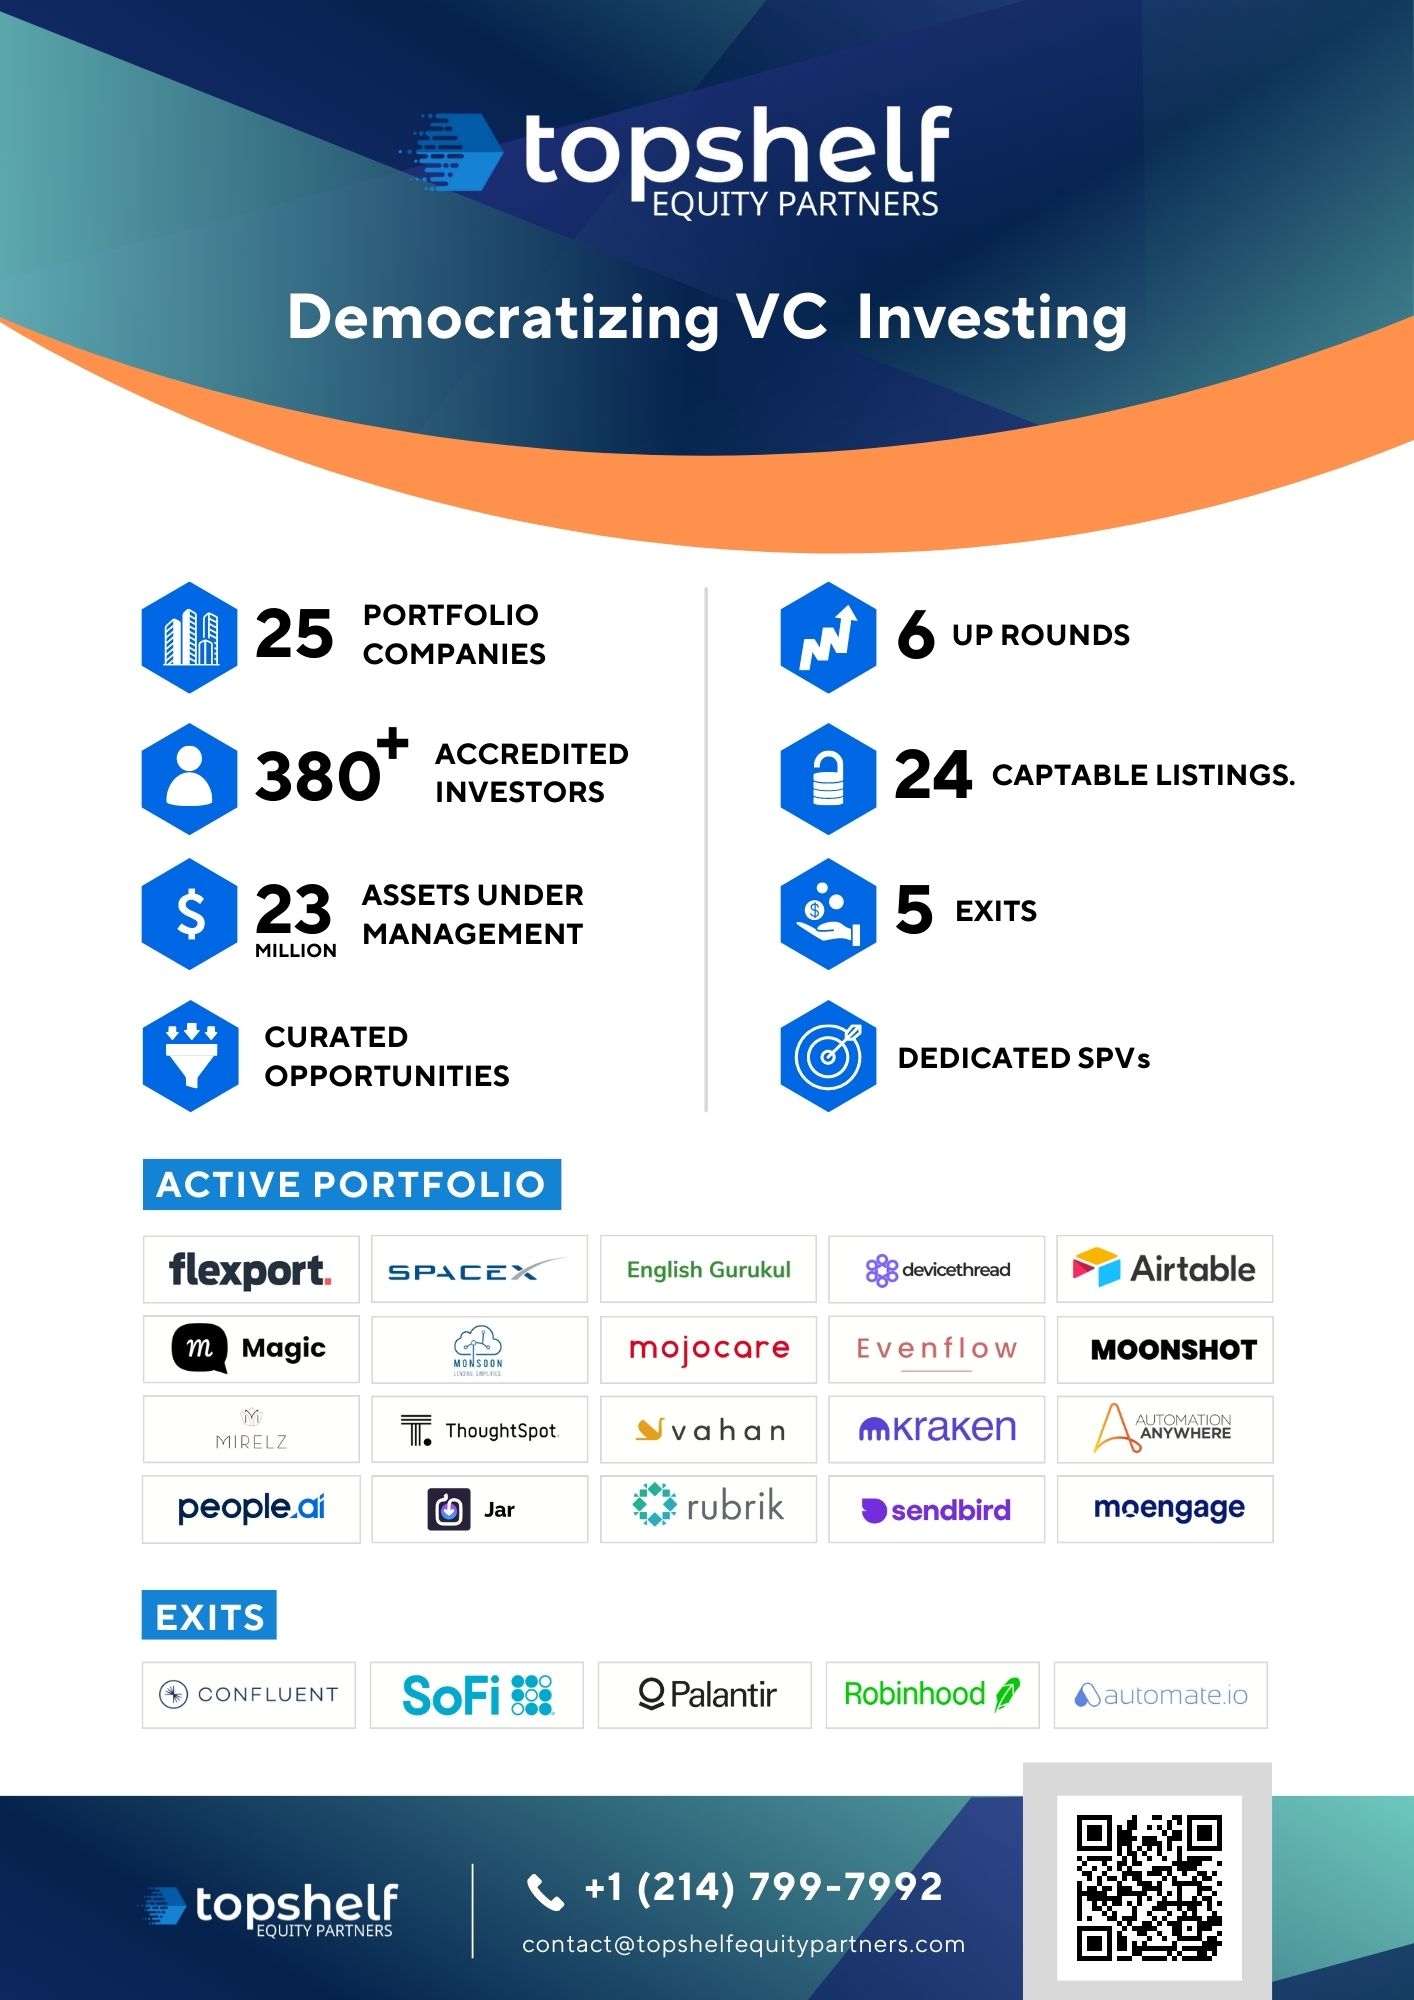 topshelf
EQUITY PARTNERS
Democratizing VC Investing
25 PORTFOLIO
COMPANIES
380+ ACCREDITED
INVESTORS
23 ASSETS UNDER
MILLION MANAGEMENT
$
CURATED
OPPORTUNITIES
6 UP ROUNDS
24 CAPTABLE LISTINGS.
5 EXITS
$
DEDICATED SPVs
ACTIVE PORTFOLIO
flexport.
SPACEX
English Gurukul
devicethread
Airtable
m Magic
MONSOON
LENDING SIMPLIFIED
mojocare
Evenflow
MOONSHOT
M
MIRELZ
T. ThoughtSpot.
vahan
mKraKen
AUTOMATION
ANYWHERE
people.ai
Jar
rubrik
sendbird
moengage
EXITS
CONFLUENT
SoFi
Palantir
Robinhood
automate.io
topshelf
EQUITY PARTNERS
+1 (214) 799-7992
contact@topshelfequitypartners.com